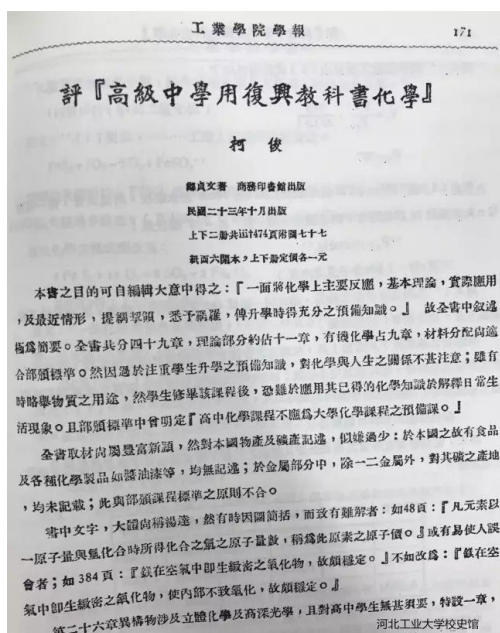 工業學院學報 171
評『高級中學用復興教科書化學』
柯俊
鄭貞文著 商務印書館出版
民國二十三年十月出版
上下二册共iii+474頁附圖七十七
紙面六開本,上下册定價各一元
本書之目的可自編輯大意中得之:『一面將化學上主要反應,基本理論,實際應用
,及最近情形,提綱挈領,悉予網羅,俾升學時得充分之預備知識。』 故全書中叙述
極為簡要。全書共分四十九章,理論部分約佔十一章,有機化學占九章,材料分配尚適
合部頒標準。然因過於注重學生升學之預備知識,對化學與人生之關係不甚注意;雖有
時略舉物質之用途,然學生修畢該課程後,恐難於應用其已得的化學知識於解釋日常生
活現象。且部頒標準中曾明定『高中化學課程不應為大學化學課程之預備課。』
全書取材尚屬豐富新穎,然對本國物產及礦產記述,似嫌過少:於本國之故有食品
及各種化學製品如醬油漆等,均無記述;於金屬部分中,除一二金屬外,對其礦之產地
,均未記載;此與部頒課程標準之原則不合。
書中文字,大體尚稱暢達,然有時因圖簡括,而致有難解者:如48頁:『凡元素以
一原子量與氫化合時所得化合之氫之原子量數,稱為此原素之原子價。』或有易使人誤
會者;如384頁:『鎂在空氣中卽生緻密之氧化物,故頗穩定。』不如改為:『鎂在空
氣中卽生緻密之氧化物,使內部不致氧化,故頗穩定。』
第二十六章異構物涉及立體化學及高深光學,且對高中學生無甚須要,特設一章,
河北工业大学校史馆